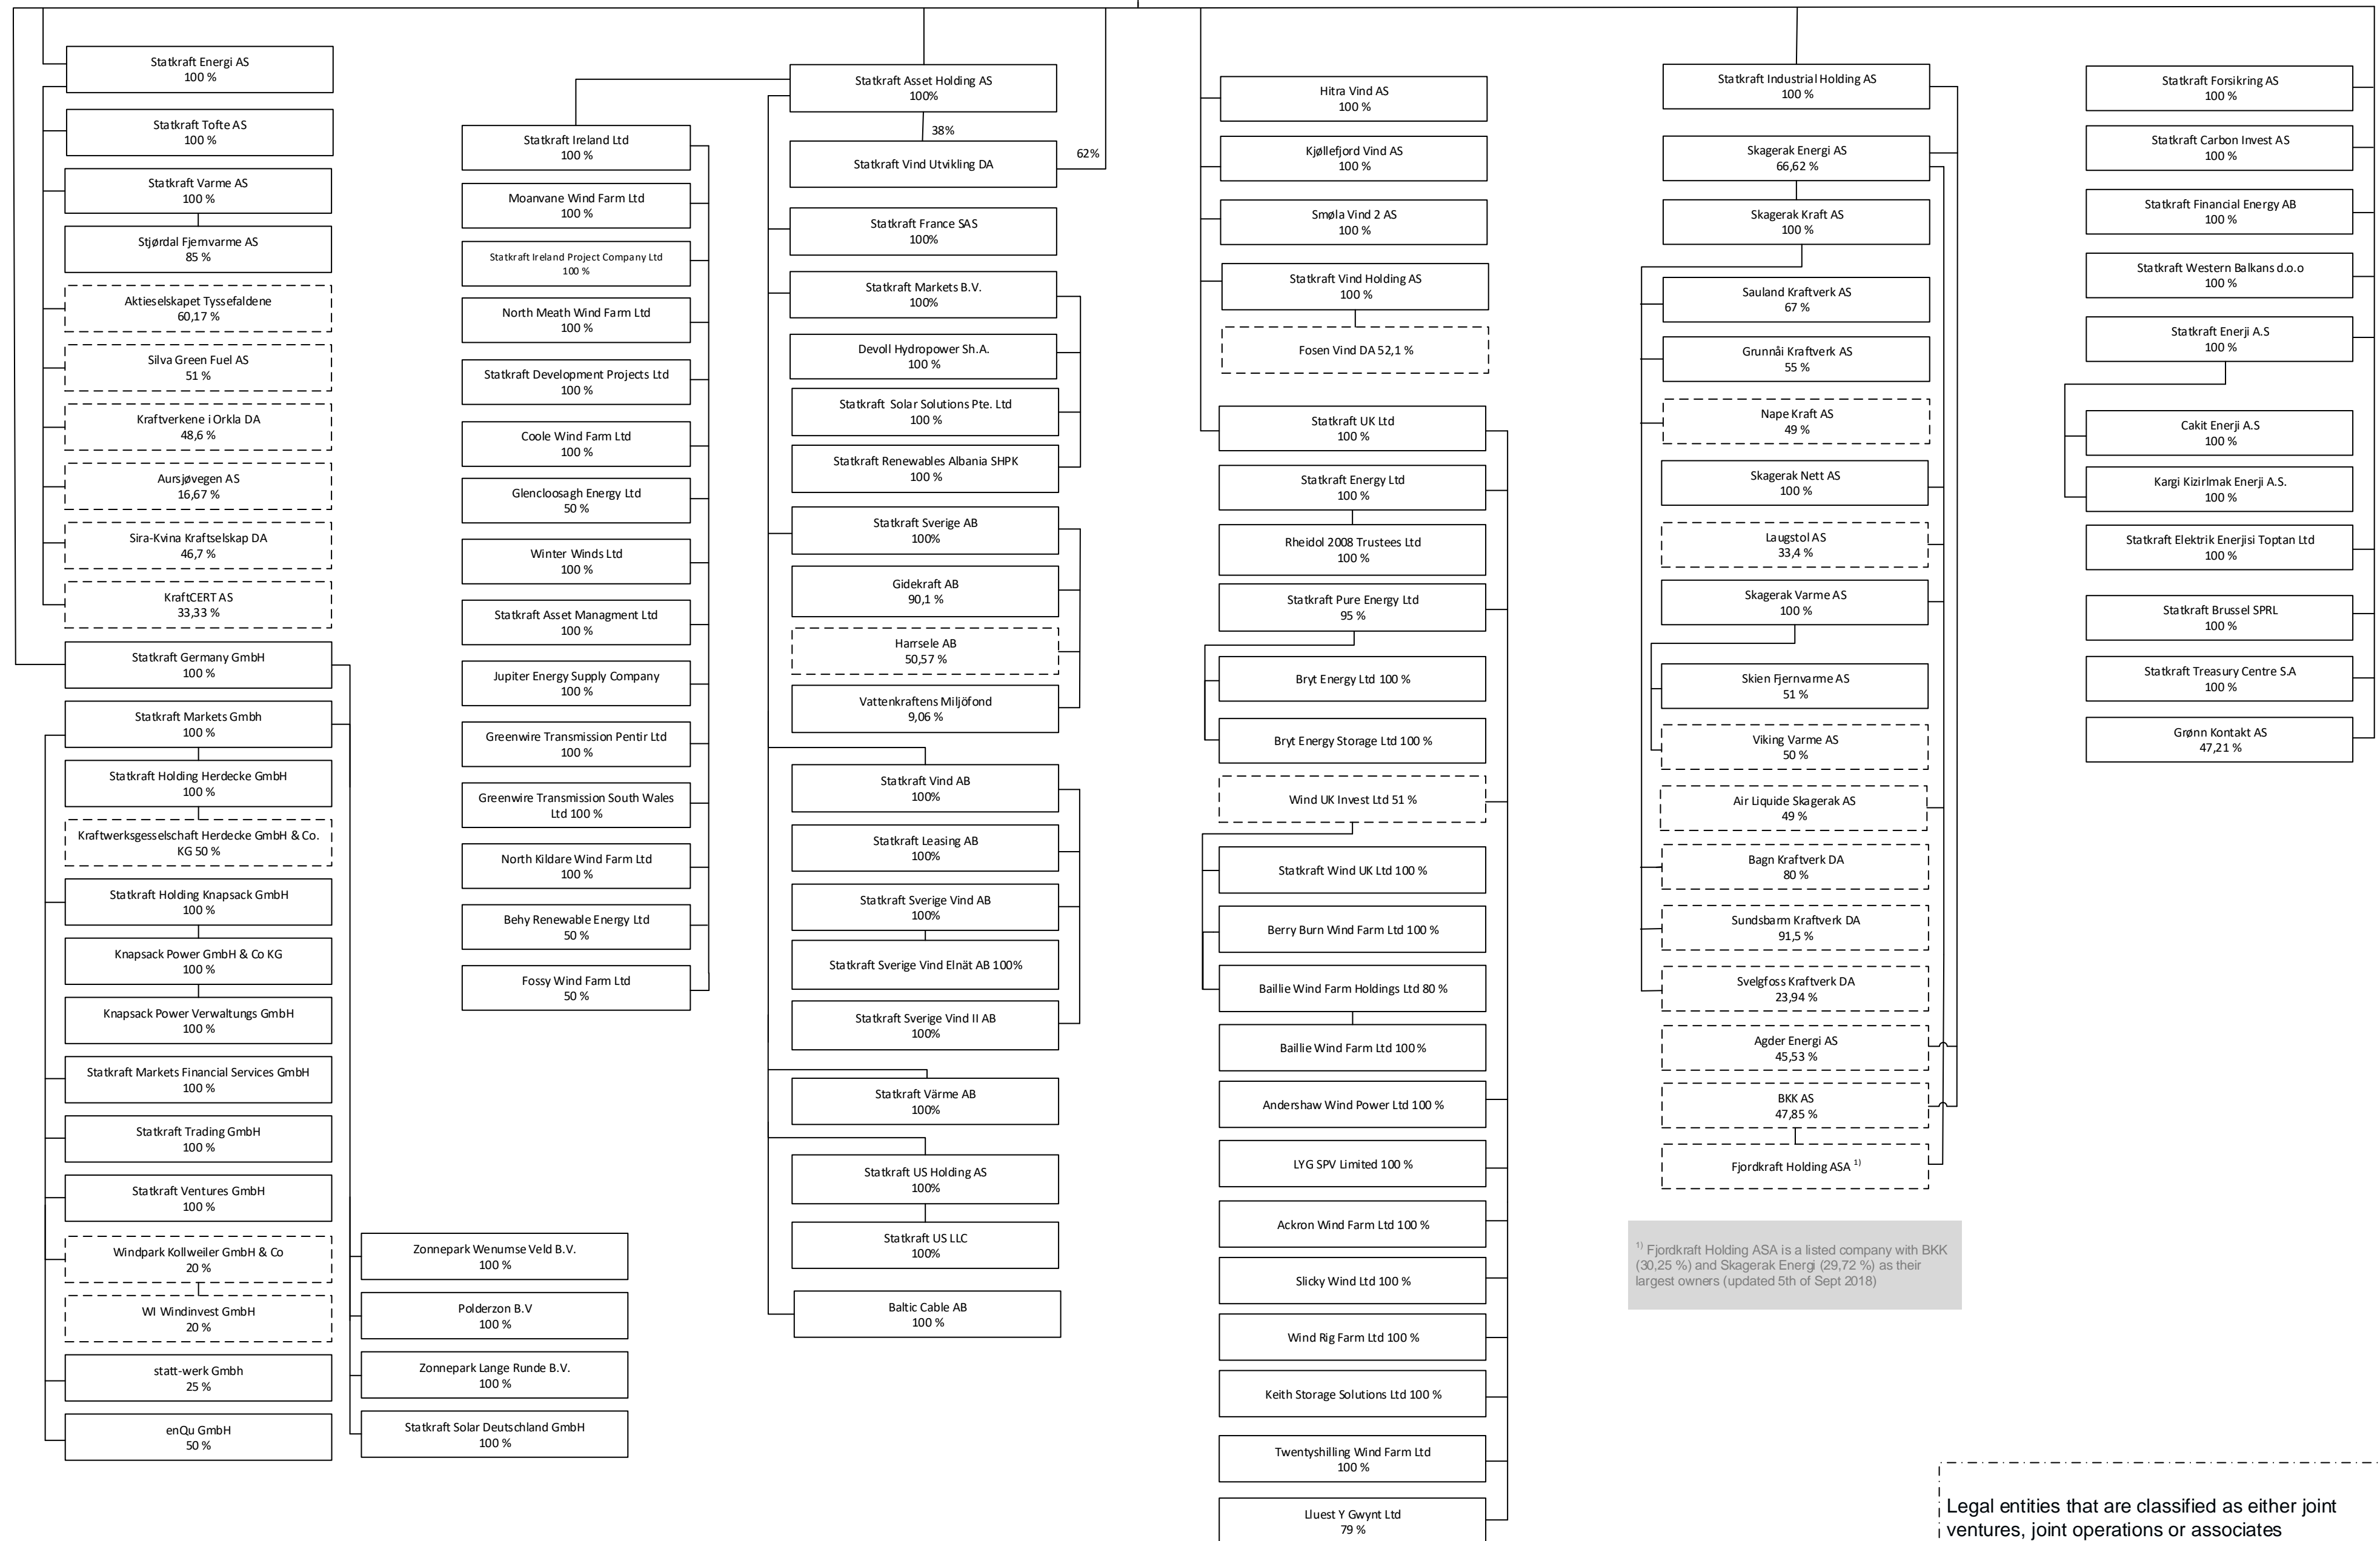 Statkraft Energi AS
100 %
Statkraft Tofte AS
100 %
Statkraft Varme AS
100 %
Stjørdal Fjernvarme AS
85 %
Aktieselskapet Tyssefaldene
60,17 %
Silva Green Fuel AS
51 %
Kraftverkene i Orkla DA
48,6 %
Aursjøvegen AS
16,67 %
Sira-Kvina Kraftselskap DA
46,7 %
KraftCERT AS
33,33 %
Statkraft Germany GmbH
100 %
Statkraft Markets Gmbh
100 %
Statkraft Holding Herdecke GmbH
100 %
Kraftwerksgesselschaft Herdecke GmbH & Co.
KG 50 %
Statkraft Holding Knapsack GmbH
100 %
Knapsack Power GmbH & Co KG
100 %
Knapsack Power Verwaltungs GmbH
100 %
Statkraft Markets Financial Services GmbH
100 %
Statkraft Trading GmbH
100 %
Statkraft Ventures GmbH
100 %
Windpark Kollweiler GmbH & Co
20 %
WI Windinvest GmbH
20 %
statt-werk Gmbh
25 %
enQu GmbH
50 %
Zonnepark Wenumse Veld B.V.
100 %
Polderzon B.V
100 %
Zonnepark Lange Runde B.V.
100 %
Statkraft Solar Deutschland GmbH
100 %
Statkraft Ireland Ltd
100 %
Moanvane Wind Farm Ltd
100 %
Statkraft Ireland Project Company Ltd
100 %
North Meath Wind Farm Ltd
100 %
Statkraft Development Projects Ltd
100 %
Coole Wind Farm Ltd
100 %
Glencloosagh Energy Ltd
50 %
Winter Winds Ltd
100 %
Statkraft Asset Managment Ltd
100 %
Jupiter Energy Supply Company
100 %
Greenwire Transmission Pentir Ltd
100 %
Greenwire Transmission South Wales
Ltd 100 %
North Kildare Wind Farm Ltd
100 %
Behy Renewable Energy Ltd
50 %
Fossy Wind Farm Ltd
50 %
Statkraft Asset Holding AS
100%
38%
62%
Statkraft Vind Utvikling DA
Statkraft France SAS
100%
Statkraft Markets B.V.
100%
Devoll Hydropower Sh.A.
100 %
Statkraft Solar Solutions Pte. Ltd
100 %
Statkraft Renewables Albania SHPK
100 %
Statkraft Sverige AB
100%
Gidekraft AB
90,1 %
Harrsele AB
50,57 %
Vattenkraftens Miljöfond
9,06 %
Statkraft Vind AB
100%
Statkraft Leasing AB
100%
Statkraft Sverige Vind AB
100%
Statkraft Sverige Vind Elnät AB 100%
Statkraft Sverige Vind II AB
100%
Statkraft Värme AB
100%
Statkraft US Holding AS
100%
Statkraft US LLC
100%
Baltic Cable AB
100 %
Hitra Vind AS
100 %
Kjøllefjord Vind AS
100 %
Smøla Vind 2 AS
100 %
Statkraft Vind Holding AS
100 %
Fosen Vind DA 52,1 %
Statkraft UK Ltd
100 %
Statkraft Energy Ltd
100 %
Rheidol 2008 Trustees Ltd
100 %
Statkraft Pure Energy Ltd
95 %
Bryt Energy Ltd 100 %
Bryt Energy Storage Ltd 100 %
Wind UK Invest Ltd 51 %
Statkraft Wind UK Ltd 100 %
Berry Burn Wind Farm Ltd 100 %
Baillie Wind Farm Holdings Ltd 80 %
Baillie Wind Farm Ltd 100 %
Andershaw Wind Power Ltd 100 %
LYG SPV Limited 100 %
Ackron Wind Farm Ltd 100 %
Slicky Wind Ltd 100 %
Wind Rig Farm Ltd 100 %
Keith Storage Solutions Ltd 100 %
Twentyshilling Wind Farm Ltd
100 %
Lluest Y Gwynt Ltd
79 %
Statkraft Industrial Holding AS
100 %
Skagerak Energi AS
66,62 %
Skagerak Kraft AS
100 %
Sauland Kraftverk AS
67 %
Grunnåi Kraftverk AS
55 %
Nape Kraft AS
49 %
Skagerak Nett AS
100 %
Laugstol AS
33,4 %
Skagerak Varme AS
100 %
Skien Fjernvarme AS
51 %
Viking Varme AS
50 %
Air Liquide Skagerak AS
49 %
Bagn Kraftverk DA
80 %
Sundsbarm Kraftverk DA
91,5 %
Svelgfoss Kraftverk DA
23,94 %
Agder Energi AS
45,53 %
BKK AS
47,85 %
Fjordkraft Holding ASA 1)
1) Fjordkraft Holding ASA is a listed company with BKK
(30,25 %) and Skagerak Energi (29,72 %) as their
largest owners (updated 5th of Sept 2018)
Statkraft Forsikring AS
100 %
Statkraft Carbon Invest AS
100 %
Statkraft Financial Energy AB
100 %
Statkraft Western Balkans d.o.o
100 %
Statkraft Enerji A.S
100 %
Cakit Enerji A.S
100 %
Kargi Kizirlmak Enerji A.S.
100 %
Statkraft Elektrik Enerjisi Toptan Ltd
100 %
Statkraft Brussel SPRL
100 %
Statkraft Treasury Centre S.A
100 %
Grønn Kontakt AS
47,21 %
Legal entities that are classified as either joint
ventures, joint operations or associates